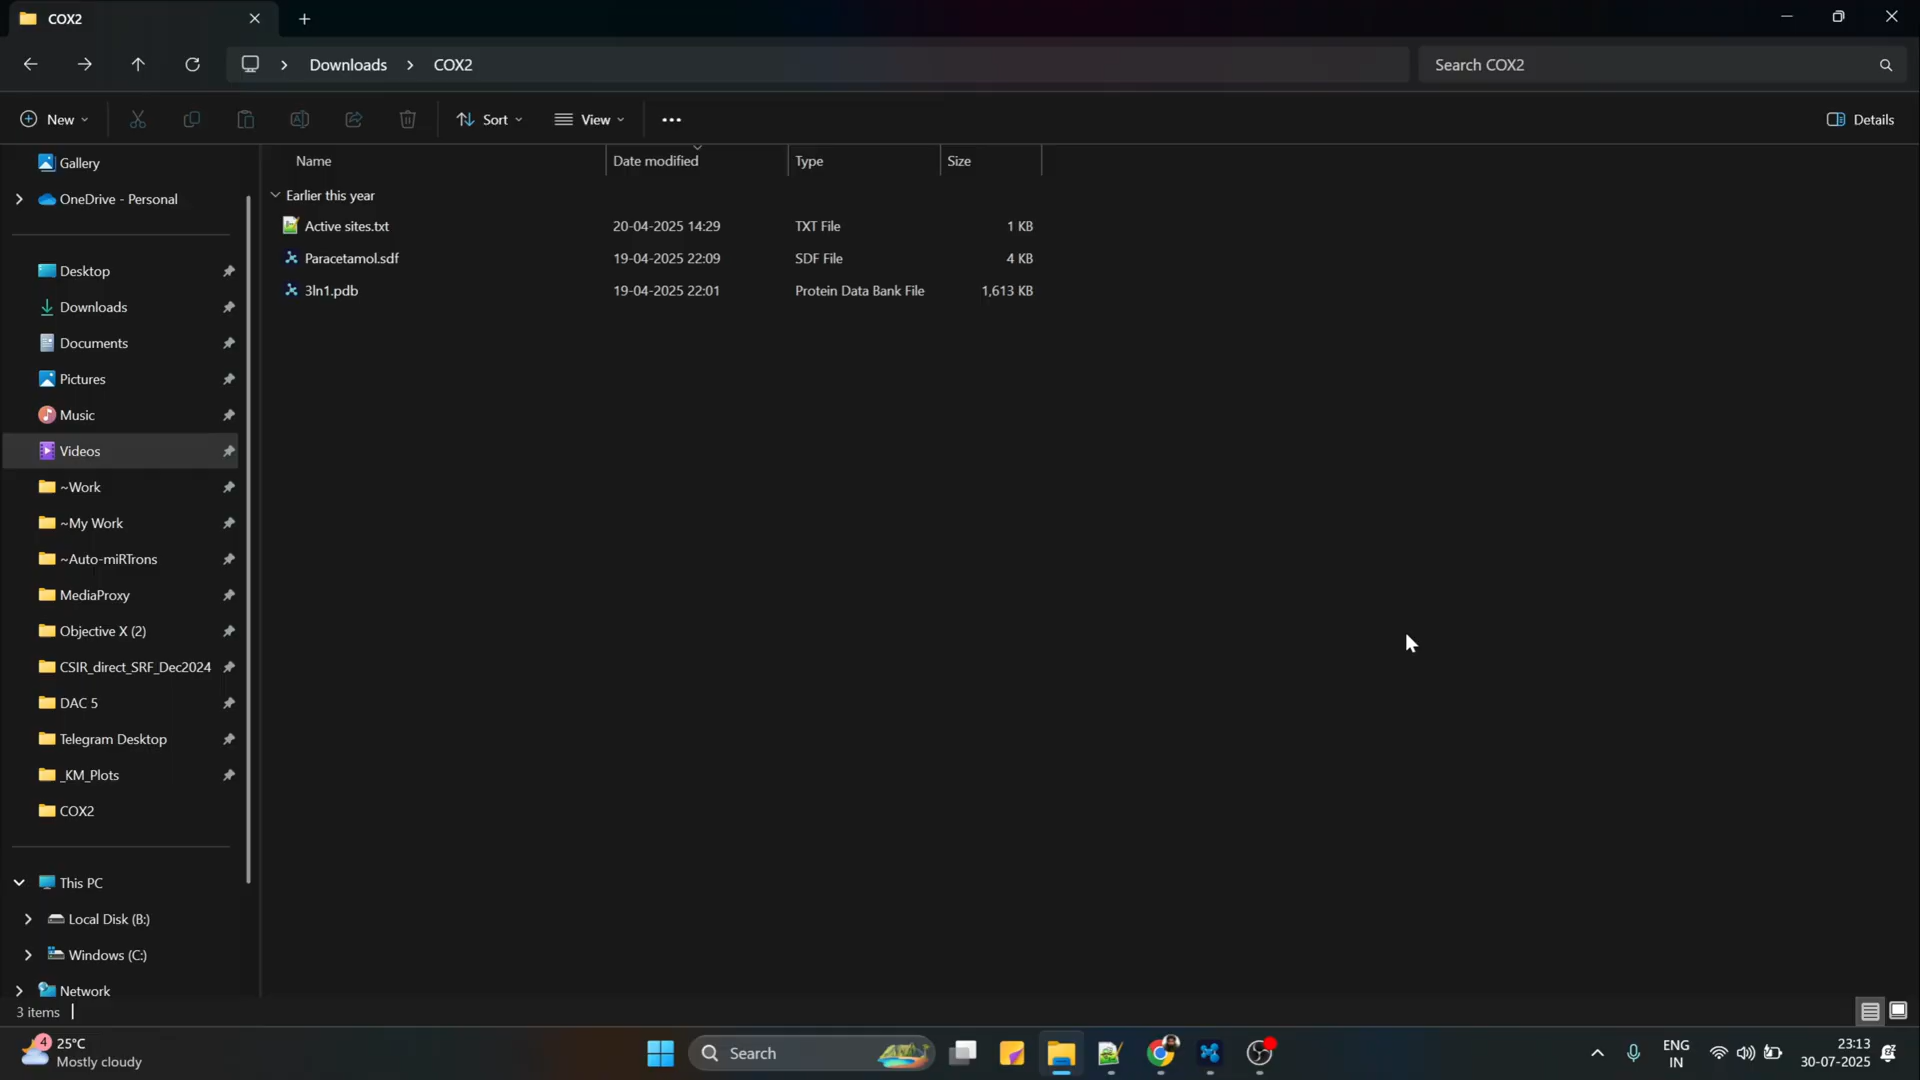 COX2
Downloads > COX2
Search COX2
New
Sort
View
Details
Name Date modified Type Size
Earlier this year
Active sites.txt 20-04-2025 14:29 TXT File 1 KB
Paracetamol.sdf 19-04-2025 22:09 SDF File 4 KB
3ln1.pdb 19-04-2025 22:01 Protein Data Bank File 1,613 KB
Gallery
OneDrive - Personal
Desktop
Downloads
Documents
Pictures
Music
Videos
~Work
~My Work
~Auto-miRTrons
MediaProxy
Objective X (2)
CSIR_direct_SRF_Dec2024
DAC 5
Telegram Desktop
_KM_Plots
COX2
This PC
Local Disk (B:)
Windows (C:)
Network
3 items
4
25°C
Mostly cloudy
Search
ENG
IN
23:13
30-07-2025